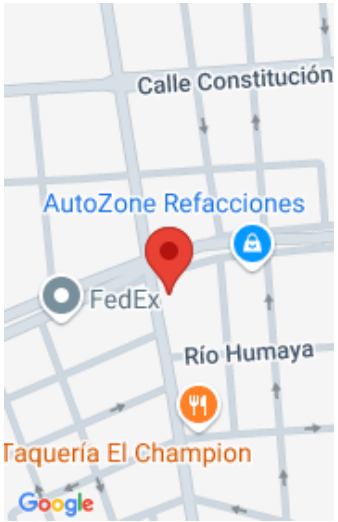 Calle Constitución
AutoZone Refacciones
FedEx
Río Humaya
Taquería El Champion
Google